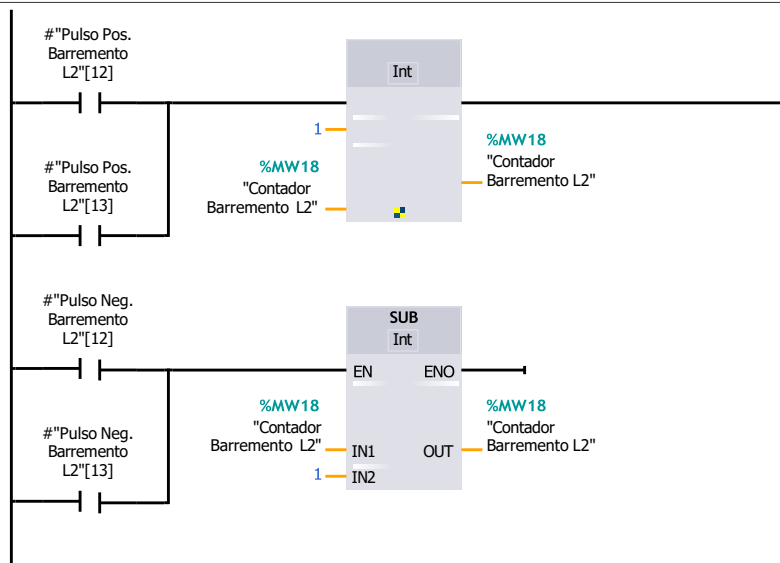 #"Pulso Pos.
Barremento
L2"[12]
Int
1
%MW18
"Contador
Barremento L2"
%MW18
"Contador
Barremento L2"
#"Pulso Pos.
Barremento
L2"[13]
#"Pulso Neg.
Barremento
L2"[12]
SUB
Int
EN
ENO
%MW18
"Contador
Barremento L2"
IN1
1
IN2
OUT
%MW18
"Contador
Barremento L2"
#"Pulso Neg.
Barremento
L2"[13]